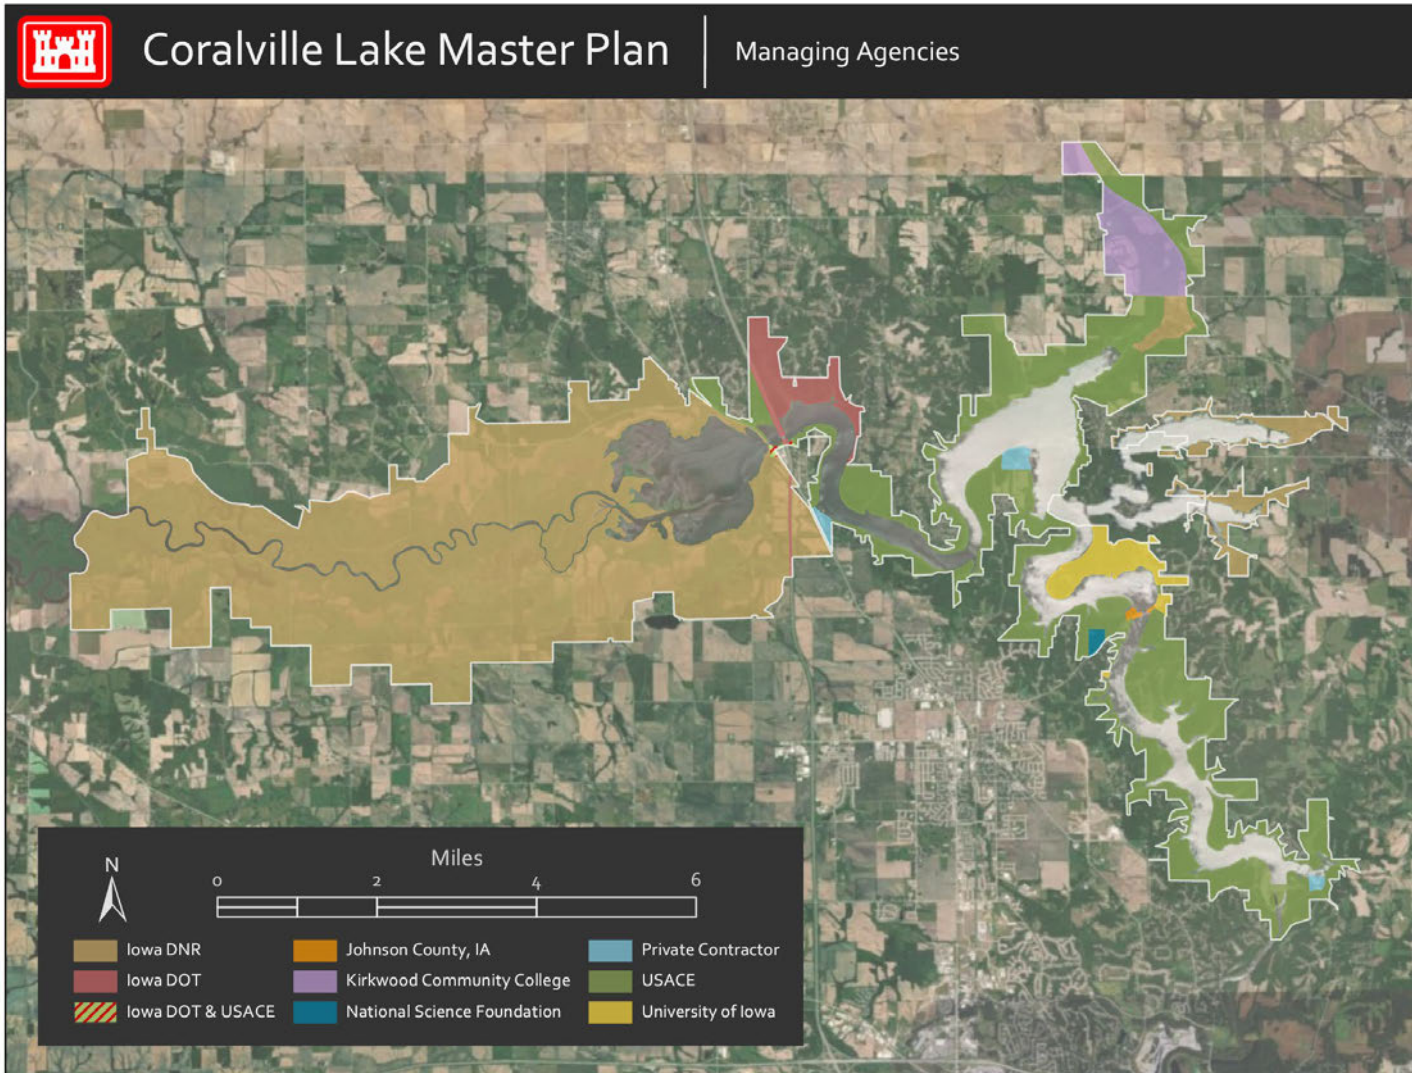 Coralville Lake Master Plan
Managing Agencies
N
Miles
0 2 4 6
Iowa DNR
Iowa DOT
Iowa DOT & USACE
Johnson County, IA
Kirkwood Community College
National Science Foundation
Private Contractor
USACE
University of Iowa